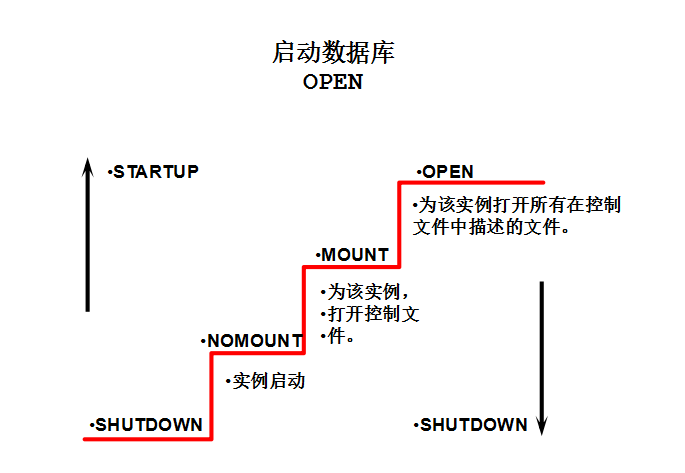 启动数据库
OPEN
•STARTUP
•OPEN
•为该实例打开所有在控制
文件中描述的文件。
•MOUNT
•为该实例，
•打开控制文
•件。
•NOMOUNT
•实例启动
•SHUTDOWN
•SHUTDOWN